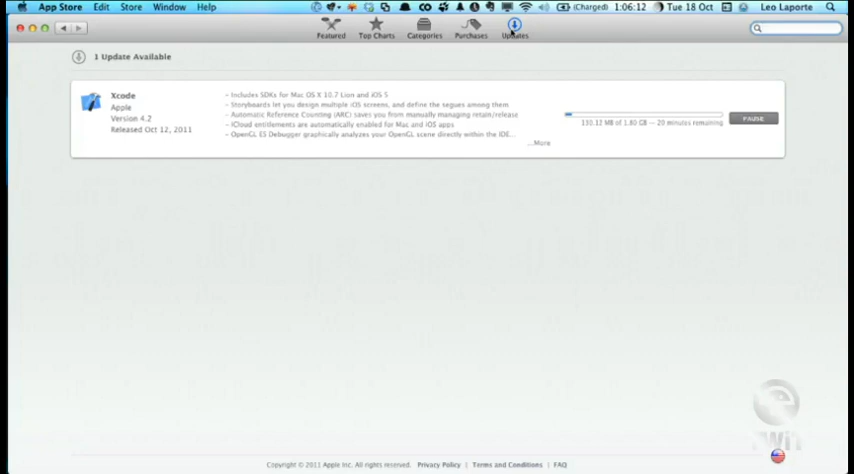 App Store Edit Store Window Help (Charged) 1:06:12 Tue 18 Oct Leo Laporte
Featured Top Charts Categories Purchases Updates
1 Update Available
Xcode
Apple
Version 4.2
Released Oct 12, 2011
- Includes SDKs for Mac OS X 10.7 Lion and iOS 5
- Storyboards let you design multiple iOS screens, and define the segues among them
- Automatic Reference Counting (ARC) saves you from manually managing retain/release
- iCloud entitlements are automatically enabled for Mac and iOS apps
- OpenGL ES Debugger graphically analyzes your OpenGL scene directly within the IDE...
...More
130.12 MB of 1.80 GB — 20 minutes remaining
PAUSE
Copyright © 2011 Apple Inc. All rights reserved. Privacy Policy | Terms and Conditions | FAQ